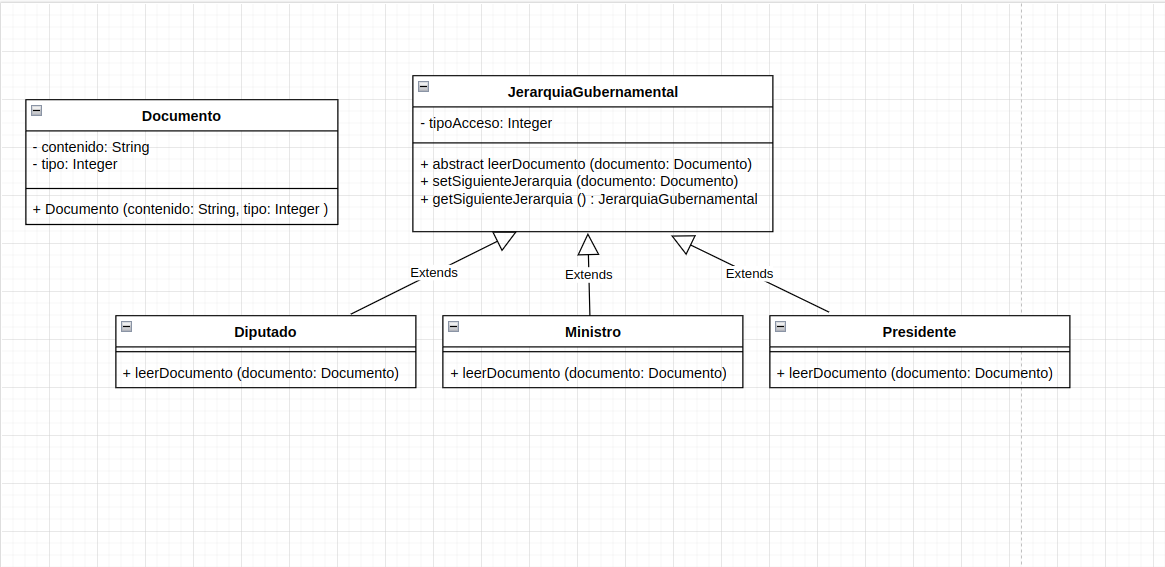 Documento
- contenido: String
- tipo: Integer
+ Documento (contenido: String, tipo: Integer )
JerarquiaGubernamental
- tipoAcceso: Integer
+ abstract leerDocumento (documento: Documento)
+ setSiguienteJerarquia (documento: Documento)
+ getSiguienteJerarquia () : JerarquiaGubernamental
Extends
Extends
Extends
Diputado
+ leerDocumento (documento: Documento)
Ministro
+ leerDocumento (documento: Documento)
Presidente
+ leerDocumento (documento: Documento)